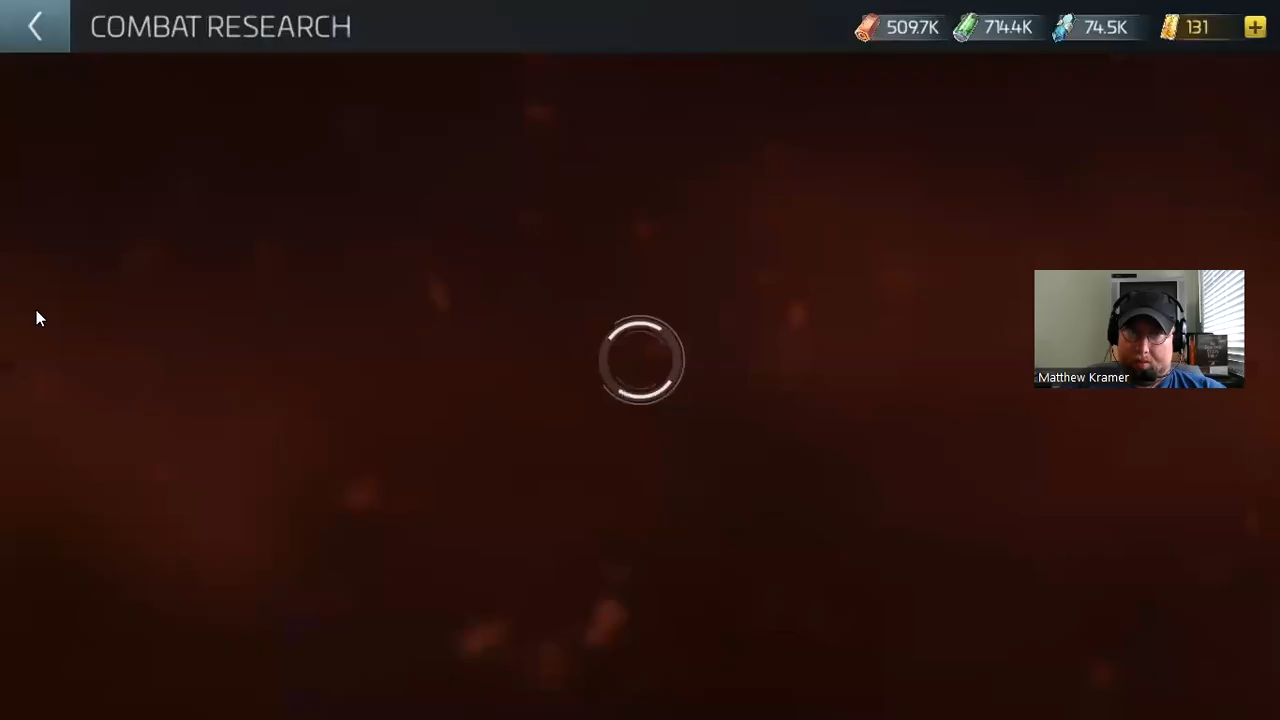 COMBAT RESEARCH
509.7K
714.4K
74.5K
131
Matthew Kramer